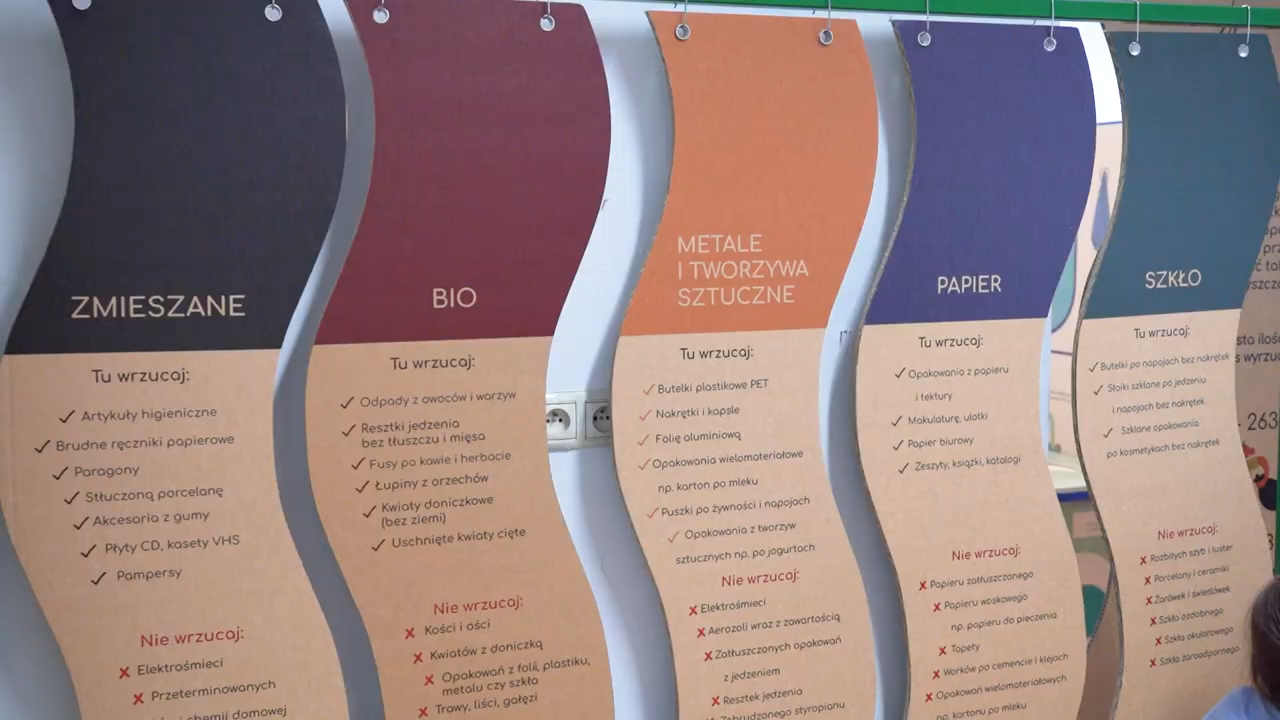 ZMIESZANE
Tu wrzucaj:
Artykuły higieniczne
Brudne ręczniki papierowe
Paragony
Stłuczoną porcelanę
Akcesoria z gumy
Płyty CD, kasety VHS
Pampersy
Nie wrzucaj:
Elektrośmieci
Przeterminowanych
chemii domowej
BIO
Tu wrzucaj:
Odpady z owoców i warzyw
Resztki jedzenia
bez tłuszczu i mięsa
Fusy po kawie i herbacie
Łupiny z orzechów
Kwiaty doniczkowe
(bez ziemi)
Uschnięte kwiaty cięte
Nie wrzucaj:
Kości i ości
Kwiatów z doniczką
Opakowań z folii, plastiku,
metalu czy szkła
Trawy, liści, gałęzi
METALE
I TWORZYWA
SZTUCZNE
Tu wrzucaj:
Butelki plastikowe PET
Nakrętki i kapsle
Folię aluminiową
Opakowania wielomateriałowe
np. karton po mleku
Puszki po żywności i napojach
Opakowania z tworzyw
sztucznych np. po jogurtach
Nie wrzucaj:
Elektrośmieci
Aerozoli wraz z zawartością
Zatłuszczonych opakowań
z jedzeniem
Resztek jedzenia
Zabrudzonego styropianu
PAPIER
Tu wrzucaj:
Opakowania z papieru
i tektury
Makulaturę, ulotki
Papier biurowy
Zeszyty, książki, katalogi
Nie wrzucaj:
Papieru zatłuszczonego
Papieru woskowego
np. papieru do pieczenia
Tapety
Worków po cemencie i klejach
Opakowań wielomateriałowych
np. kartonu po mleku
SZKŁO
Tu wrzucaj:
Butelki po napojach bez nakrętek
Słoiki szklane po jedzeniu
i napojach bez nakrętek
Szklane opakowania
po kosmetykach bez nakrętek
Nie wrzucaj:
Rozbitych szyb i luster
Porcelany i ceramiki
Żarówek i świetlówek
Szkła ozdobnego
Szkła okularowego
Szkła żaroodpornego
263